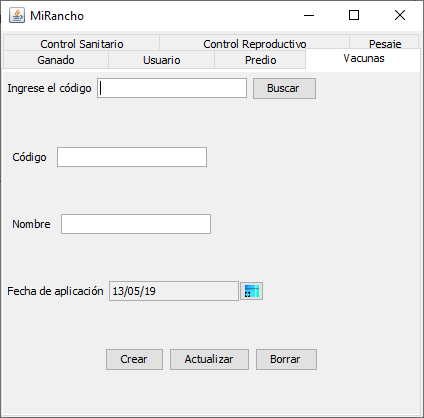 MiRancho
Control Sanitario Control Reproductivo Pesaje
Ganado Usuario Predio Vacunas
Ingrese el código Buscar
Código
Nombre
Fecha de aplicación 13/05/19
Crear Actualizar Borrar